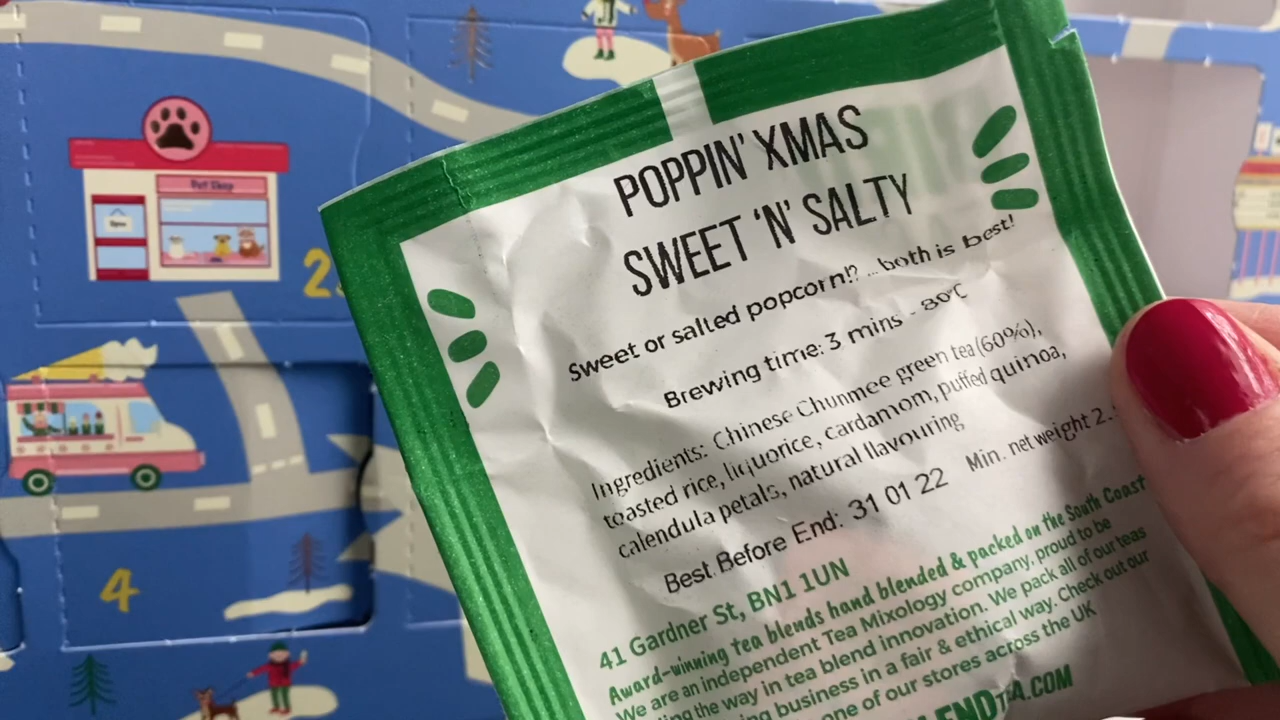 Pet Shop
Open
4
POPPIN' XMAS
SWEET 'N' SALTY
Sweet or salted popcorn!? ... both is best!
Brewing time: 3 mins - 80°C
Ingredients: Chinese Chunmee green tea (60%),
toasted rice, liquorice, cardamom, puffed quinoa,
calendula petals, natural flavouring
Best Before End: 31 01 22 Min. net weight 2.
41 Gardner St, BN1 1UN
Award-winning tea blends hand blended & packed on the South Coast
We are an independent Tea Mixology company, proud to be
the way in tea blend innovation. We pack all of our teas
business in a fair & ethical way. Check out our
one of our stores across the UK
TEA.COM